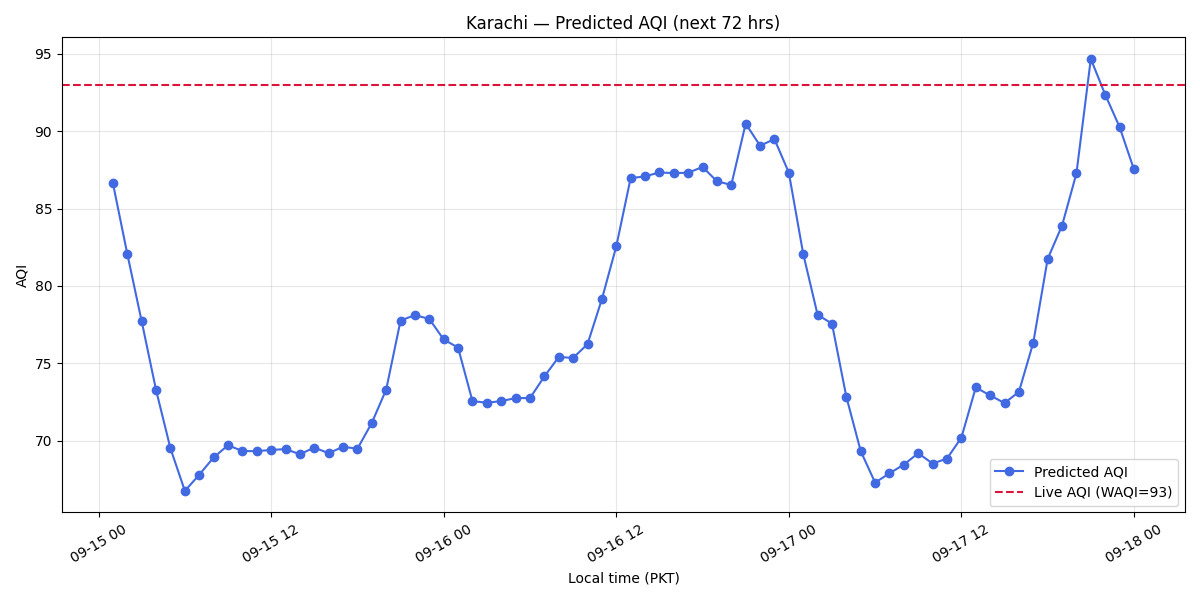 Karachi — Predicted AQI (next 72 hrs)
AQI
95
90
85
80
75
70
Predicted AQI
Live AQI (WAQI=93)
09-15 00
09-15 12
09-16 00
09-16 12
09-17 00
09-17 12
09-18 00
Local time (PKT)